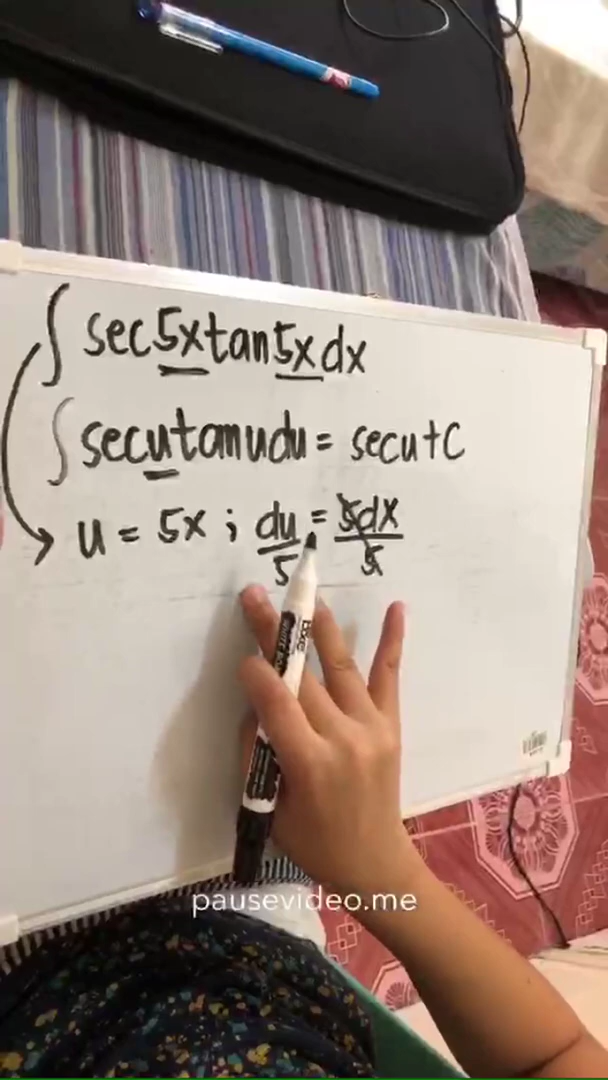 ∫ sec5xtan5xdx
∫ secutanudu = secu+C
u = 5x ; du/5 = 5dx/5
pausevideo.me